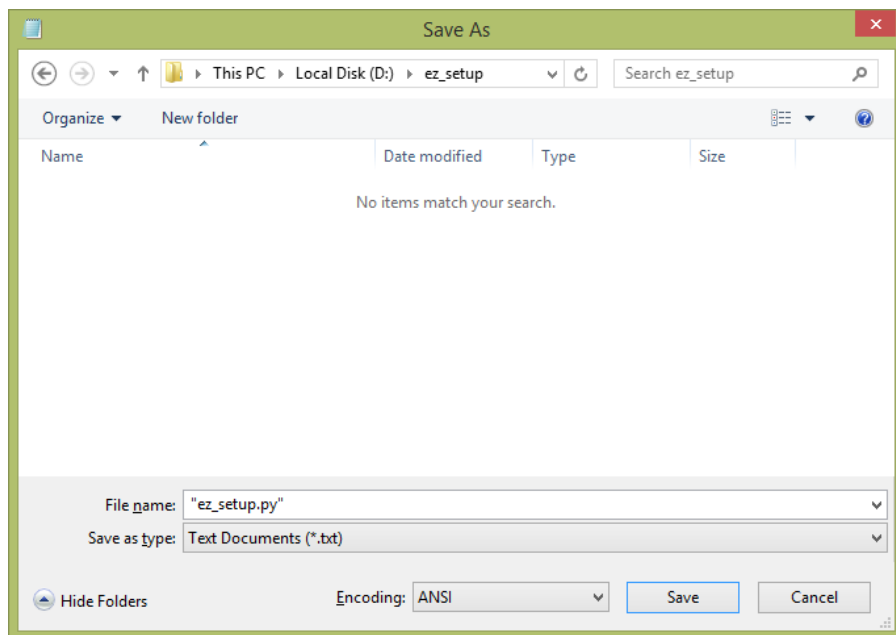 Save As
This PC Local Disk (D:) ez_setup Search ez_setup
Organize New folder
Name Date modified Type Size
No items match your search.
File name: "ez_setup.py"
Save as type: Text Documents (*.txt)
Hide Folders Encoding: ANSI Save Cancel